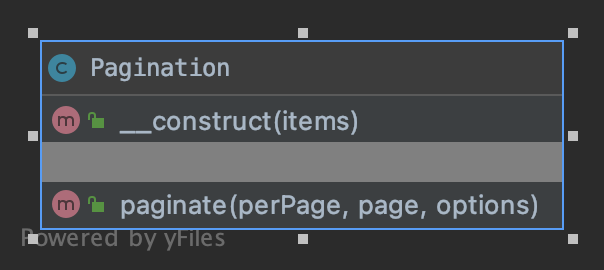 C Pagination
m __construct(items)
m paginate(perPage, page, options)
Powered by yFiles